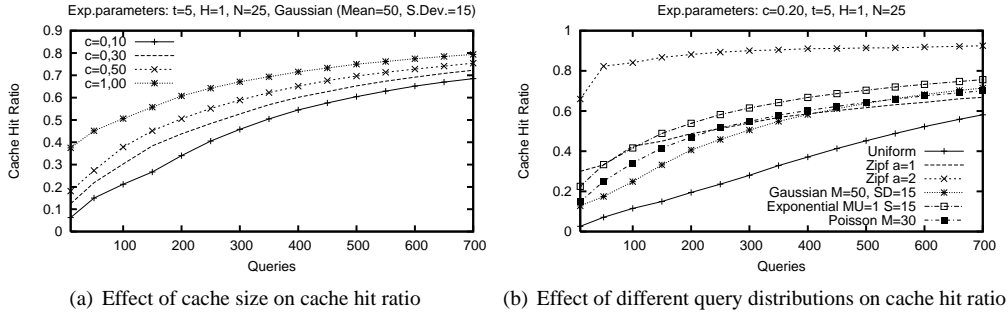 Exp.parameters: t=5, H=1, N=25, Gaussian (Mean=50, S.Dev.=15)
0.9
0.8
0.7
0.6
0.5
0.4
0.3
0.2
0.1
0
Cache Hit Ratio
c=0,10
c=0,30
c=0,50
c=1,00
100 200 300 400 500 600 700
Queries
(a) Effect of cache size on cache hit ratio
Exp.parameters: c=0.20, t=5, H=1, N=25
1
0.8
0.6
0.4
0.2
0
Cache Hit Ratio
Uniform
Zipf a=1
Zipf a=2
Gaussian M=50, SD=15
Exponential MU=1 S=15
Poisson M=30
100 200 300 400 500 600 700
Queries
(b) Effect of different query distributions on cache hit ratio